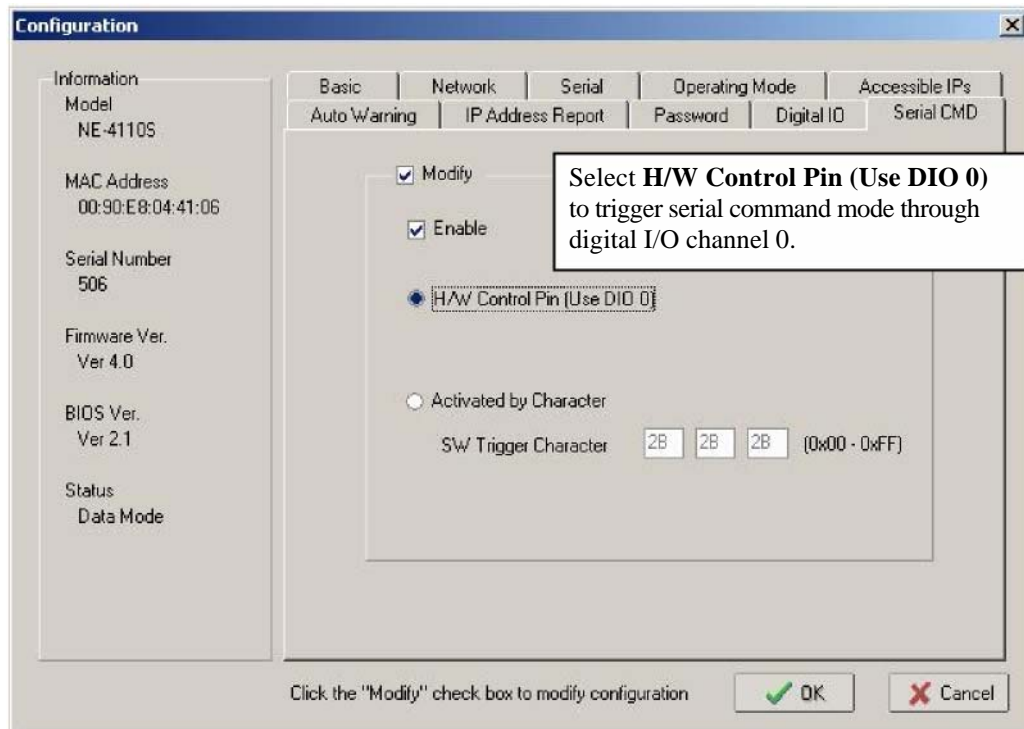 Configuration
Information
Model
NE-4110S
MAC Address
00:90:E8:04:41:06
Serial Number
506
Firmware Ver.
Ver 4.0
BIOS Ver.
Ver 2.1
Status
Data Mode
Basic Network Serial Operating Mode Accessible IPs
Auto Warning IP Address Report Password Digital IO Serial CMD
Modify
Select H/W Control Pin (Use DIO 0)
to trigger serial command mode through
digital I/O channel 0.
Enable
H/W Control Pin (Use DIO 0)
Activated by Character
SW Trigger Character 2B 2B 2B (0x00 - 0xFF)
Click the "Modify" check box to modify configuration
OK
Cancel